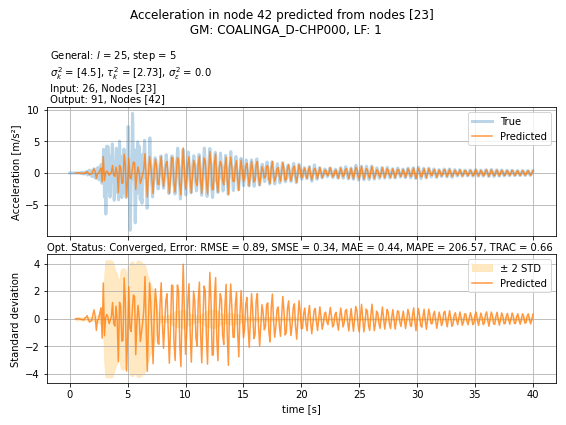 Acceleration in node 42 predicted from nodes [23]
GM: COALINGA_D-CHP000, LF: 1
General: l = 25, step = 5
σ²ₖ = [4.5], τ²ₖ = [2.73], σ²ε = 0.0
Input: 26, Nodes [23]
Output: 91, Nodes [42]
10
5
0
−5
Acceleration [m/s²]
True
Predicted
Opt. Status: Converged, Error: RMSE = 0.89, SMSE = 0.34, MAE = 0.44, MAPE = 206.57, TRAC = 0.66
4
2
0
−2
−4
Standard deviation
± 2 STD
Predicted
0 5 10 15 20 25 30 35 40
time [s]